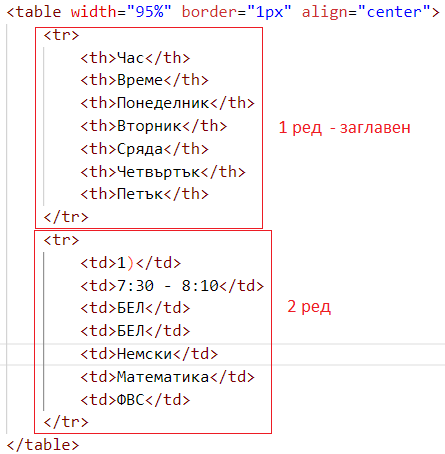 <table width="95%" border="1px" align="center">
<tr>
<th>Час</th>
<th>Време</th>
<th>Понеделник</th>
<th>Вторник</th>
<th>Сряда</th>
<th>Четвъртък</th>
<th>Петък</th>
</tr>
1 ред - заглавен
<tr>
<td>1)</td>
<td>7:30 - 8:10</td>
<td>БЕЛ</td>
<td>БЕЛ</td>
<td>Немски</td>
<td>Математика</td>
<td>ФВС</td>
</tr>
2 ред
</table>